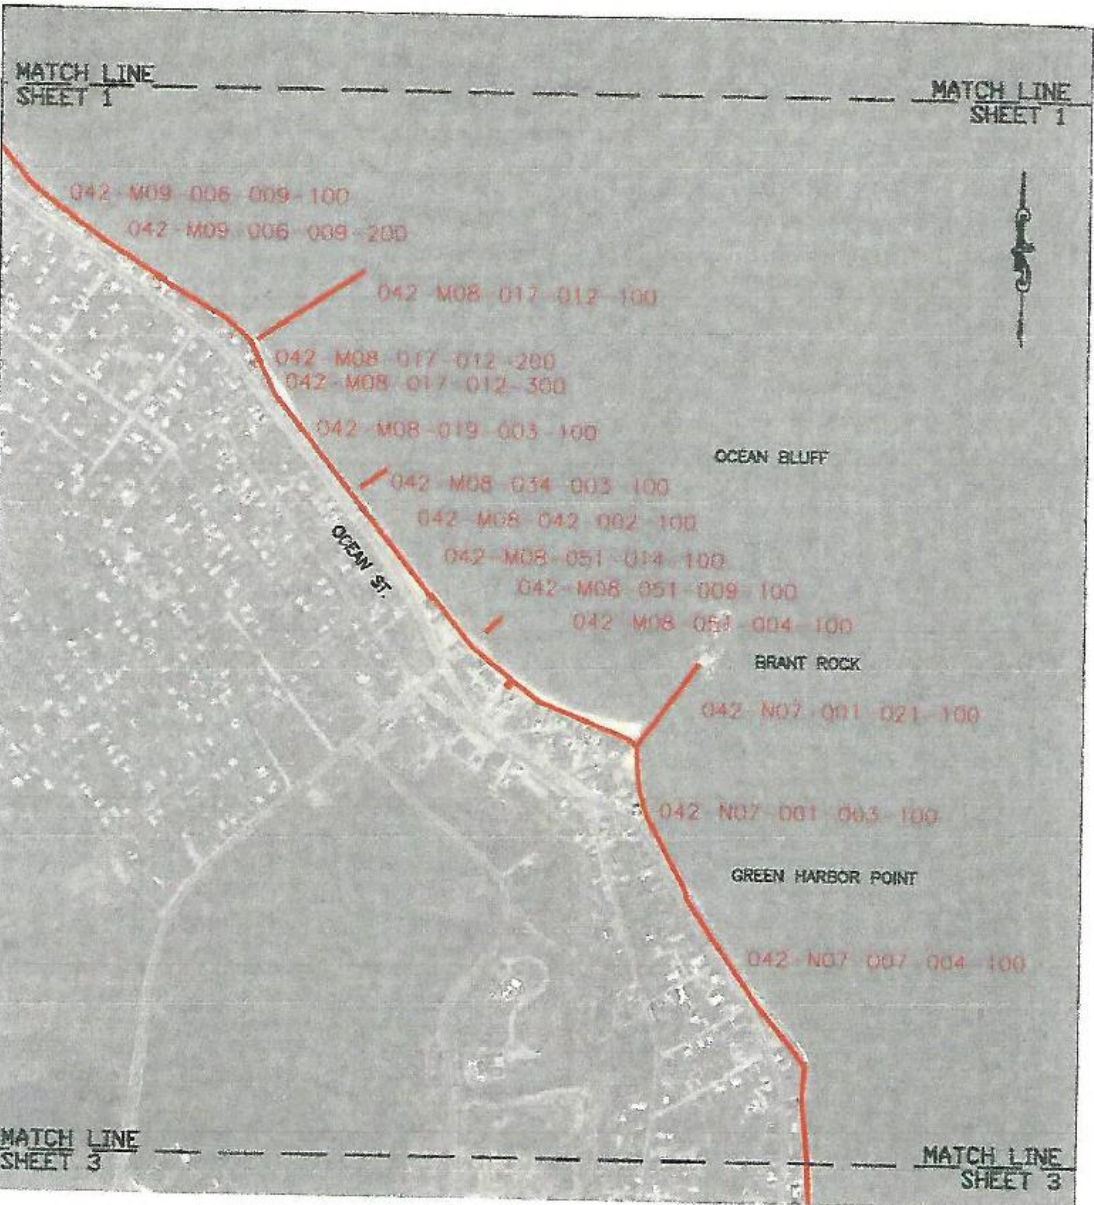 MATCH LINE
SHEET 1
MATCH LINE
SHEET 1
042-M09-006-009-100
042-M09-006-009-200
042-M08-017-012-100
042-M08-017-012-200
042-M08-017-012-300
042-M08-019-003-100
OCEAN BLUFF
042-M08-034-003-100
042-M08-042-002-100
OCEAN ST.
042-M08-051-014-100
042-M08-051-009-100
042-M08-051-004-100
BRANT ROCK
042-N07-001-021-100
042-N07-001-003-100
GREEN HARBOR POINT
042-N07-007-004-100
MATCH LINE
SHEET 3
MATCH LINE
SHEET 3